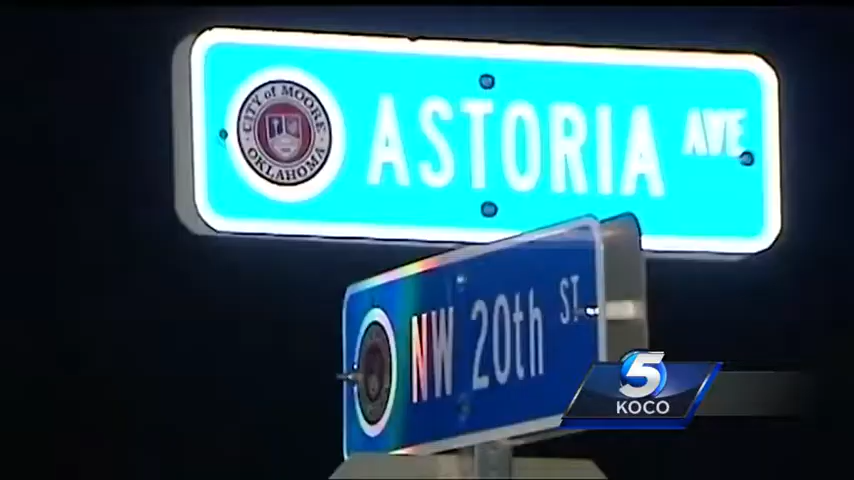 CITY of MOORE
OKLAHOMA
ASTORIA AVE
NW 20th ST
5
KOCO